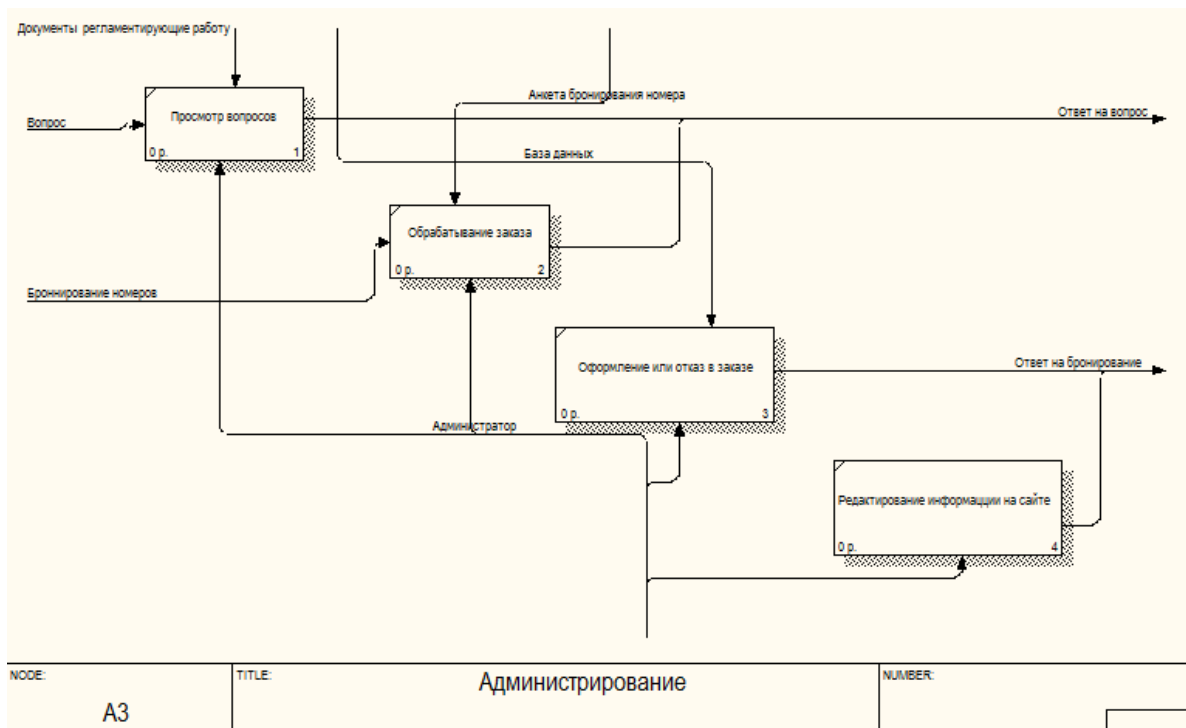 Документы регламентирующие работу
Анкета бронирования номера
Ответ на вопрос
Просмотр вопросов
Вопрос
0 р. 1
База данных
Обрабатывание заказа
0 р. 2
Броннирование номеров
Ответ на бронирование
Оформление или отказ в заказе
0 р. 3
Администратор
Редактирование информацции на сайте
0 р. 4
NODE: TITLE: NUMBER:
Администрирование
A3